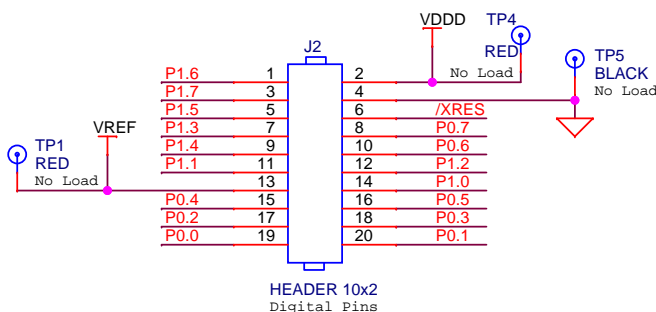 VDDD TP4
J2
RED
TP5
P1.6 1 2 No Load BLACK
P1.7 3 4 No Load
P1.5 5 6 /XRES
TP1 VREF P1.3 7 8 P0.7
RED P1.4 9 10 P0.6
No Load P1.1 11 12 P1.2
13 14 P1.0
P0.4 15 16 P0.5
P0.2 17 18 P0.3
P0.0 19 20 P0.1
HEADER 10x2
Digital Pins